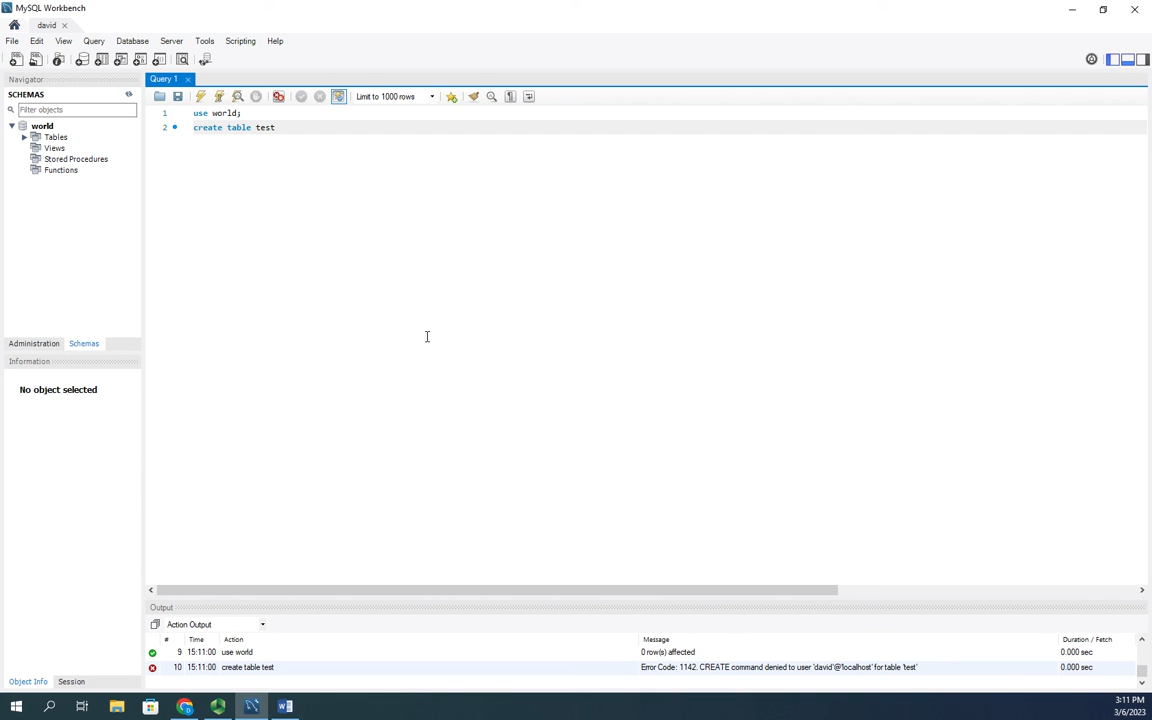 MySQL Workbench
david
File Edit View Query Database Server Tools Scripting Help
Navigator
SCHEMAS
Filter objects
world
Tables
Views
Stored Procedures
Functions
Administration Schemas
Information
No object selected
Object Info Session
Query 1
Limit to 1000 rows
1 use world;
2 create table test
Output
Action Output
# Time Action Message Duration / Fetch
9 15:11:00 use world 0 row(s) affected 0.000 sec
10 15:11:00 create table test Error Code: 1142. CREATE command denied to user 'david'@'localhost' for table 'test' 0.000 sec
3:11 PM
3/6/2023